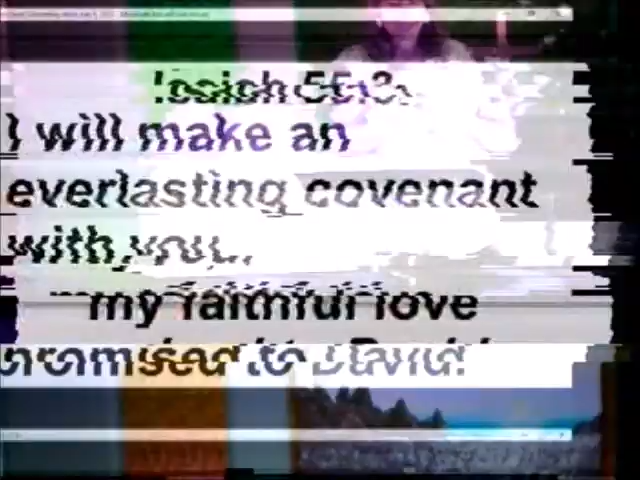 Isaiah 55:3
I will make an
everlasting covenant
with you..
my faithful love
promised to David!